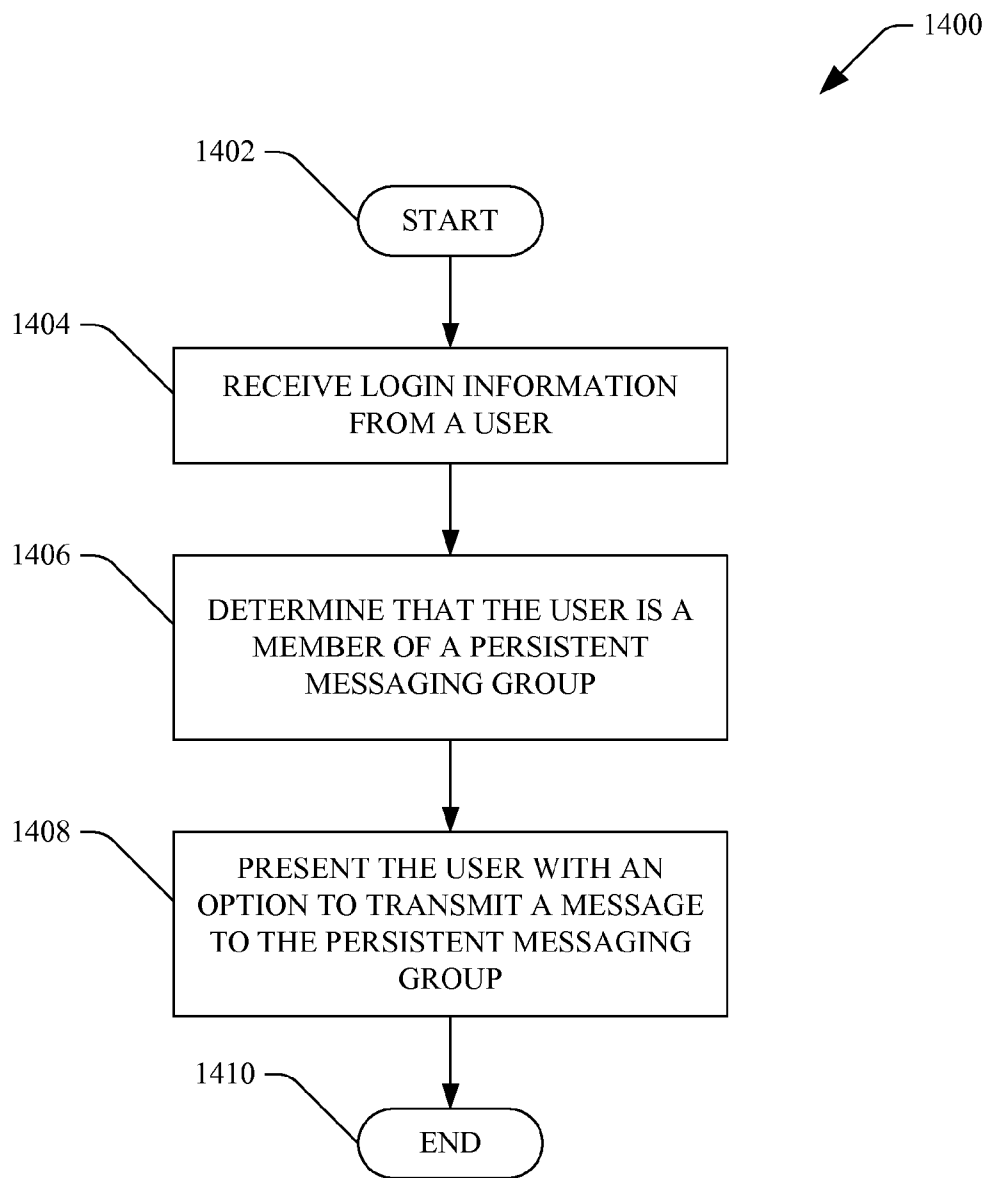 1400
1402
START
1404
RECEIVE LOGIN INFORMATION
FROM A USER
1406
DETERMINE THAT THE USER IS A
MEMBER OF A PERSISTENT
MESSAGING GROUP
1408
PRESENT THE USER WITH AN
OPTION TO TRANSMIT A MESSAGE
TO THE PERSISTENT MESSAGING
GROUP
1410
END